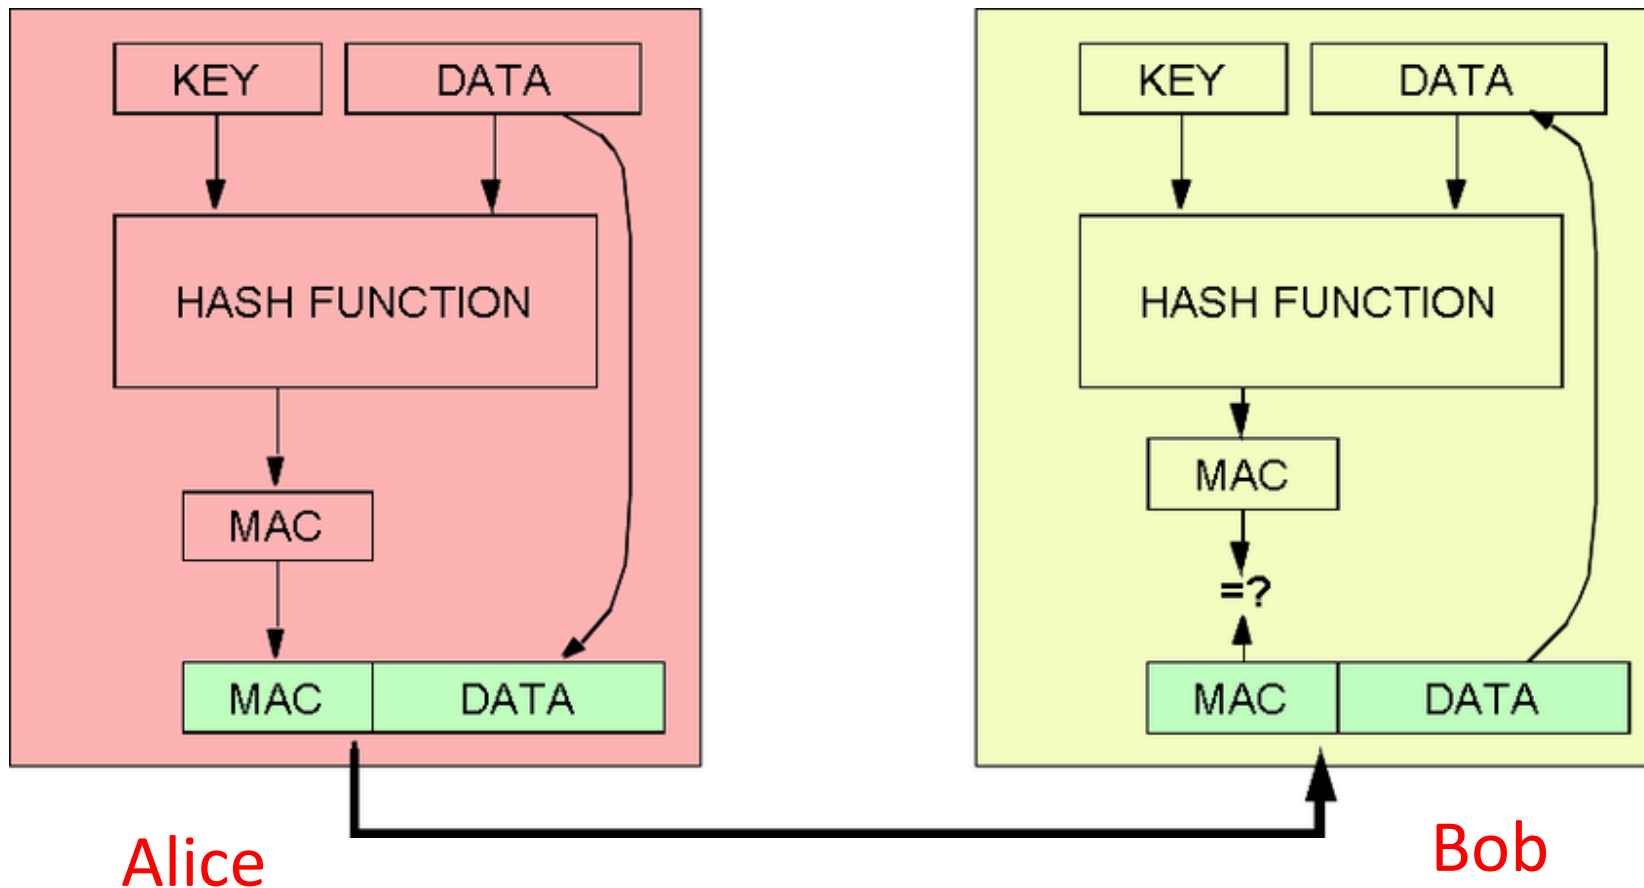 KEY
DATA
HASH FUNCTION
MAC
MAC
DATA
Alice
KEY
DATA
HASH FUNCTION
MAC
=?
MAC
DATA
Bob